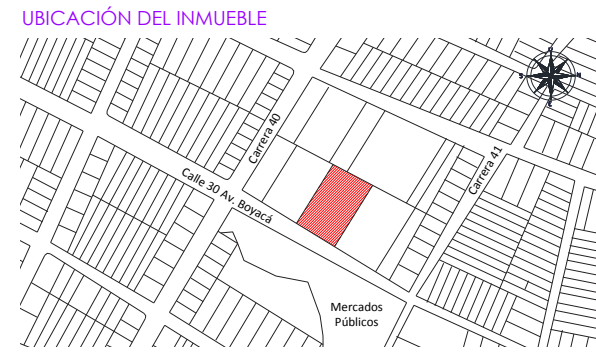 UBICACIÓN DEL INMUEBLE
Carrera 40
Carrera 41
Calle 30 Av. Boyacá
Mercados
Públicos
S
N
E